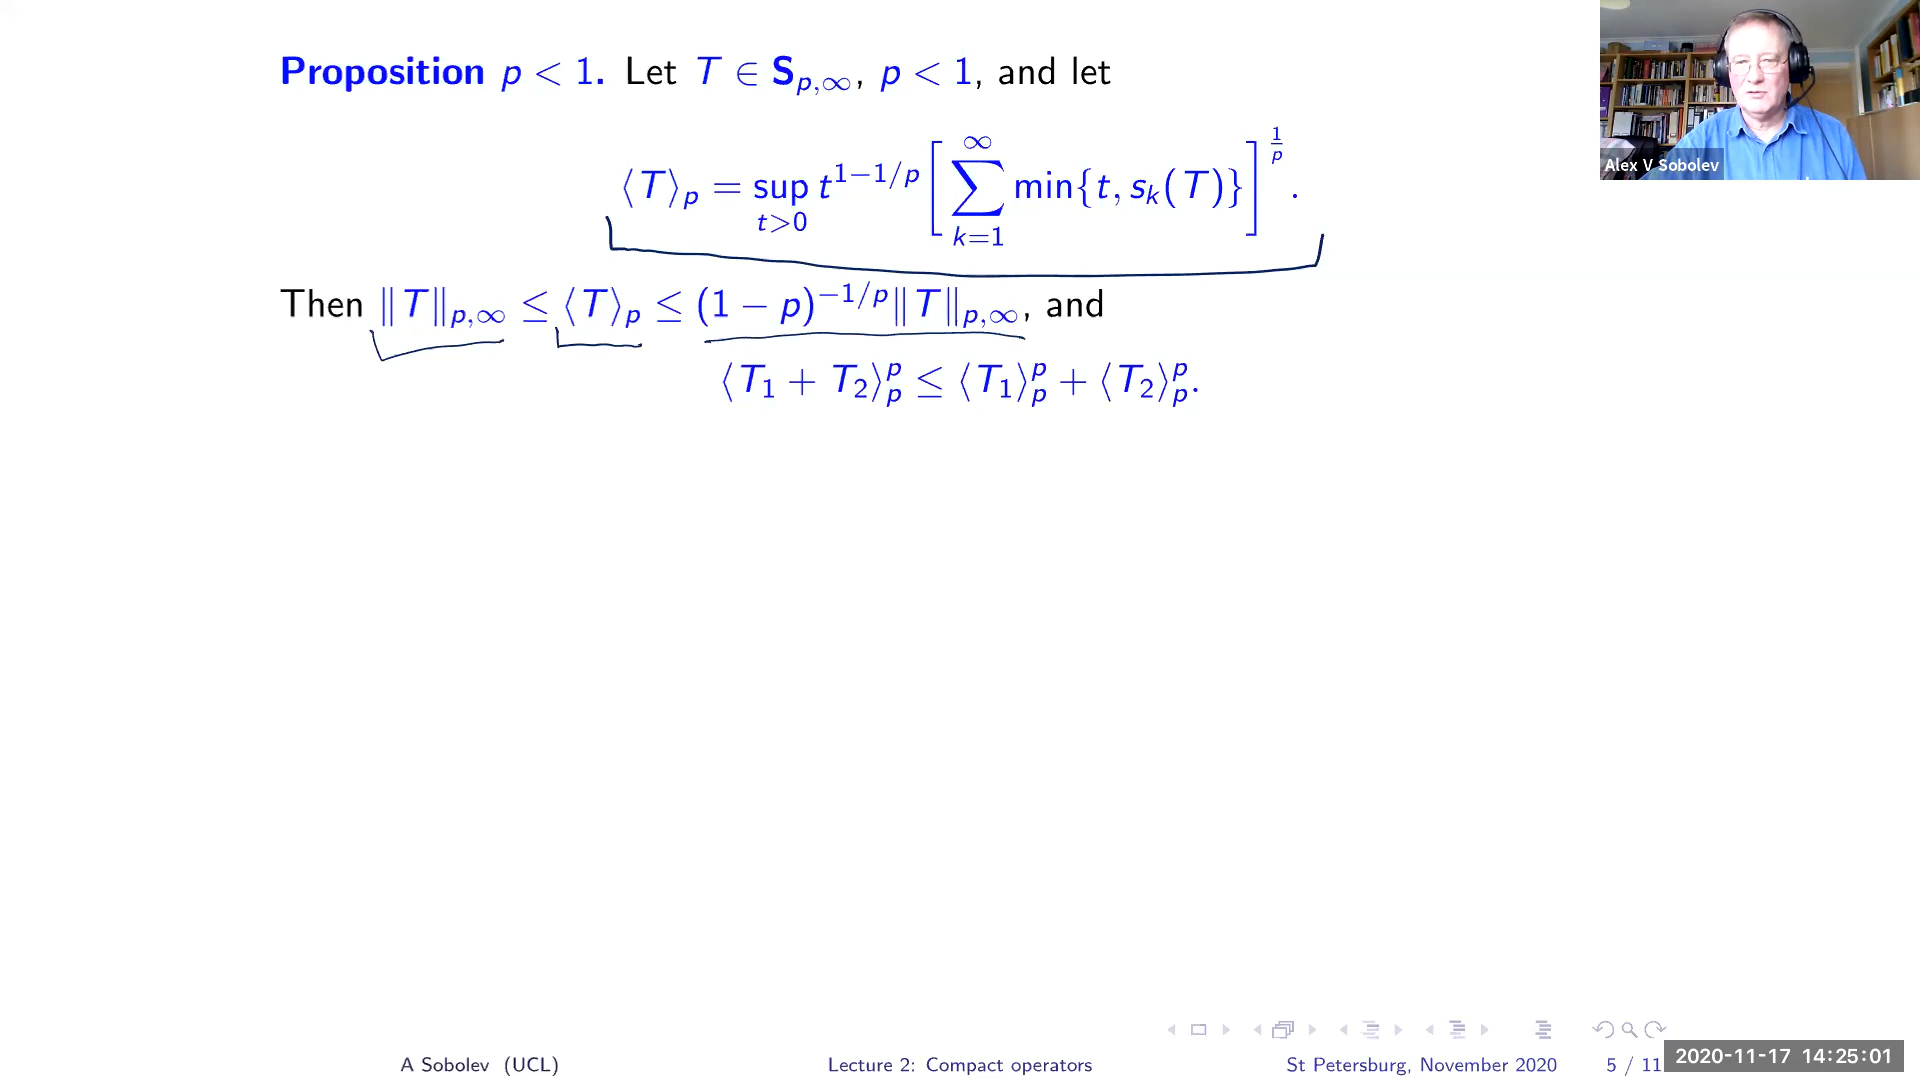 Proposition p < 1. Let T ∈ S_{p,∞}, p < 1, and let
⟨T⟩_p = sup_{t>0} t^{1−1/p} [ ∑_{k=1}^{∞} min{t, s_k(T)} ]^{1/p}.
Then ‖T‖_{p,∞} ≤ ⟨T⟩_p ≤ (1 − p)^{−1/p}‖T‖_{p,∞}, and
⟨T_1 + T_2⟩_p^p ≤ ⟨T_1⟩_p^p + ⟨T_2⟩_p^p.
Alex V Sobolev
A Sobolev (UCL) Lecture 2: Compact operators St Petersburg, November 2020 5 / 11
2020-11-17 14:25:01